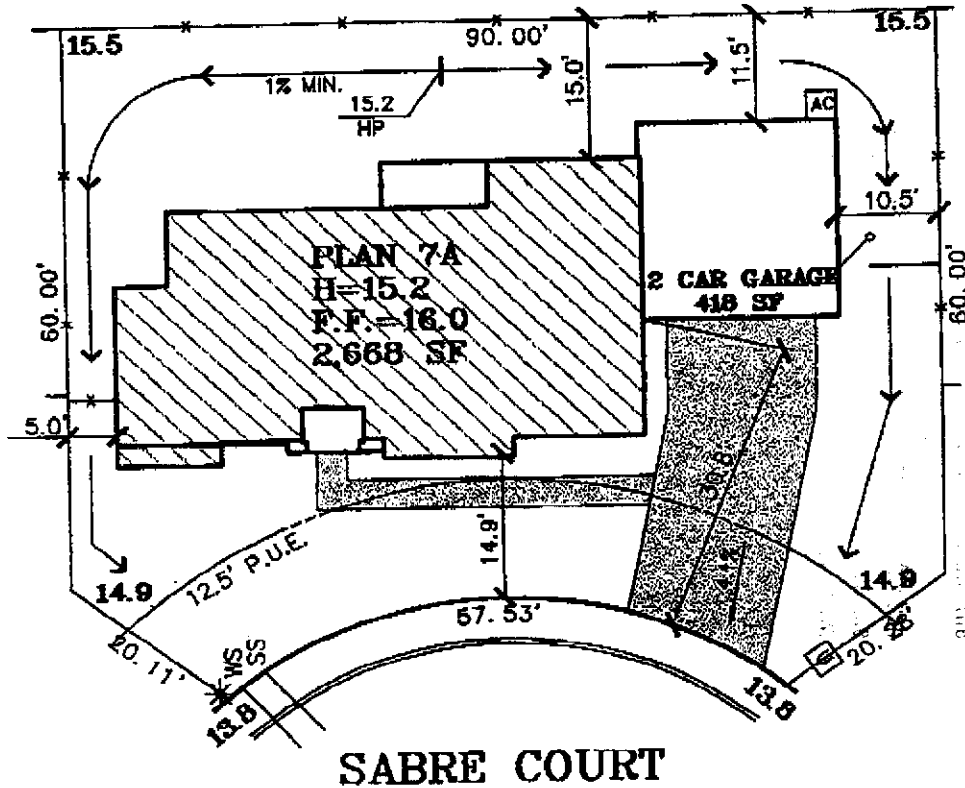 15.5
90.00'
15.5
1% MIN.
15.2
HP
15.0'
11.5'
AC
10.5'
60.00'
60.00'
PLAN 7A
H=15.2
F.F.=16.0
2,668 SF
2 CAR GARAGE
418 SF
5.0'
14.9
12.5' P.U.E.
14.9'
14.9
57.53'
20.11'
WS
SS
13.8
13.8
SABRE COURT